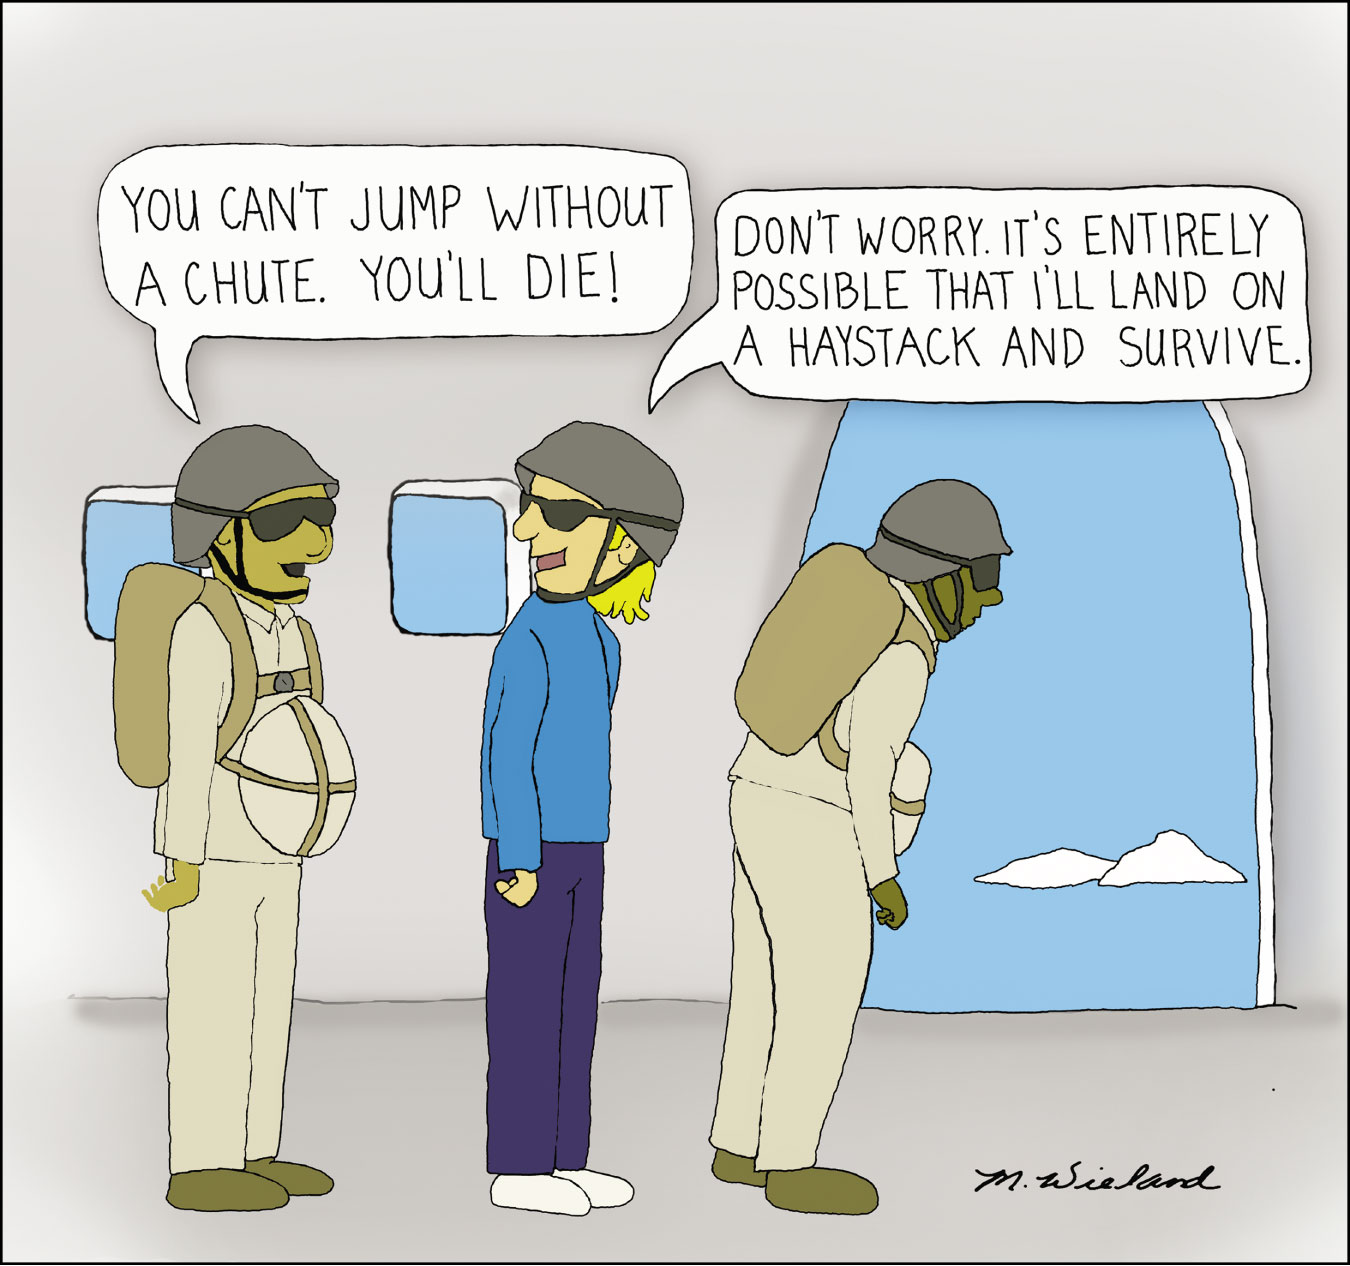 YOU CAN'T JUMP WITHOUT
A CHUTE. YOU'LL DIE!
DON'T WORRY. IT'S ENTIRELY
POSSIBLE THAT I'LL LAND ON
A HAYSTACK AND SURVIVE.
M. Wieland